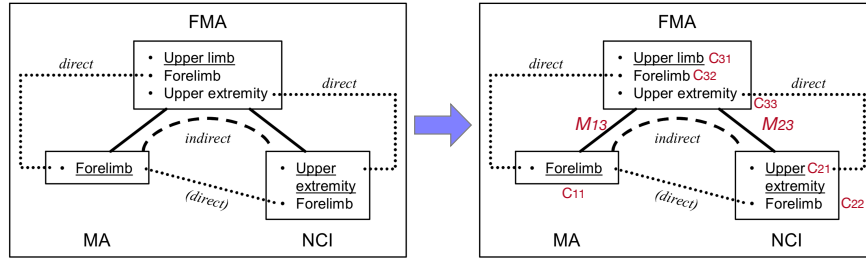 FMA
direct
• Upper limb
• Forelimb
• Upper extremity
direct
indirect
• Forelimb
(direct)
• Upper
extremity
• Forelimb
MA
NCI
FMA
direct
• Upper limb C31
• Forelimb C32
• Upper extremity
direct
C33
M13
M23
indirect
• Forelimb
C11
(direct)
• Upper C21
extremity
• Forelimb
C22
MA
NCI